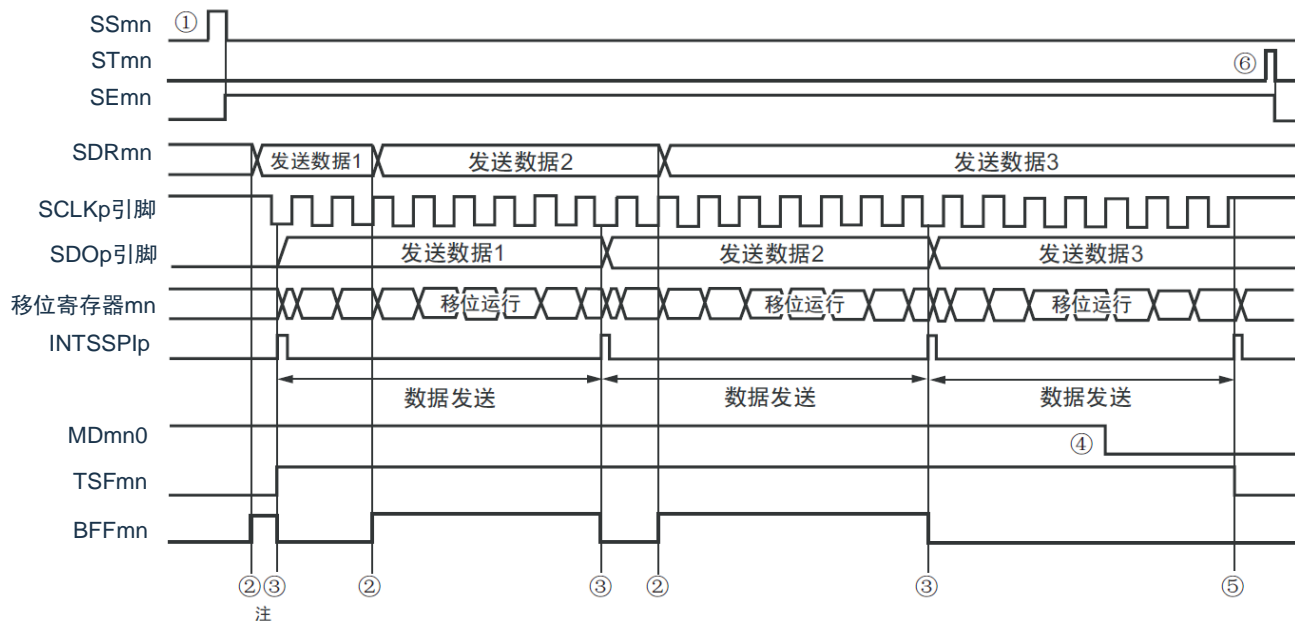 SSmn ①
STmn ⑥
SEmn
SDRmn 发送数据1 发送数据2 发送数据3
SCLKp引脚
SDOp引脚 发送数据1 发送数据2 发送数据3
移位寄存器mn 移位运行 移位运行 移位运行
INTSSPIp
数据发送 数据发送 数据发送
MDmn0 ④
TSFmn
BFFmn
② ③ ② ③ ② ③ ⑤
注